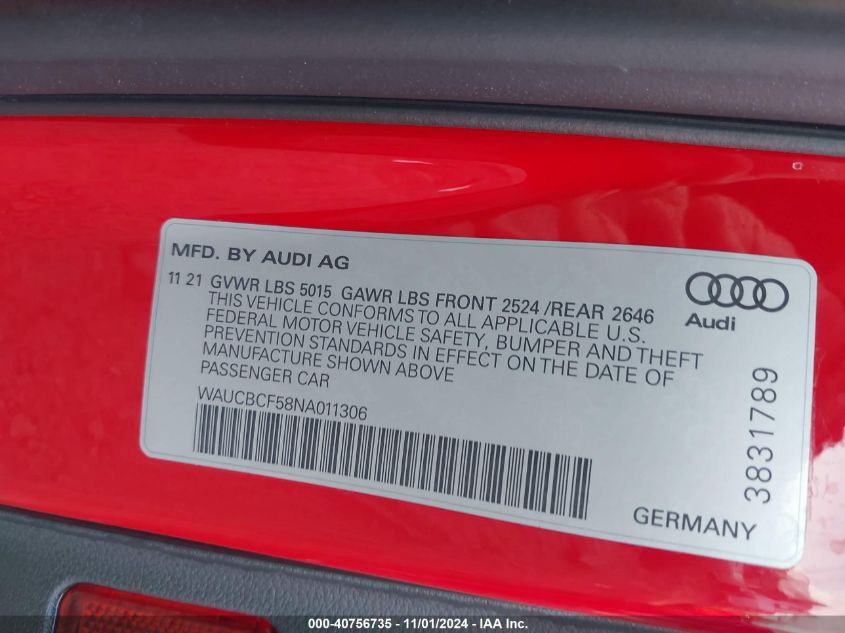 MFD. BY AUDI AG
11 21 GVWR LBS 5015 GAWR LBS FRONT 2524 /REAR 2646
THIS VEHICLE CONFORMS TO ALL APPLICABLE U.S.
FEDERAL MOTOR VEHICLE SAFETY, BUMPER AND THEFT
PREVENTION STANDARDS IN EFFECT ON THE DATE OF
MANUFACTURE SHOWN ABOVE
PASSENGER CAR
WAUCBCF58NA011306
Audi
3831789
GERMANY
000-40756735 - 11/01/2024 - IAA Inc.